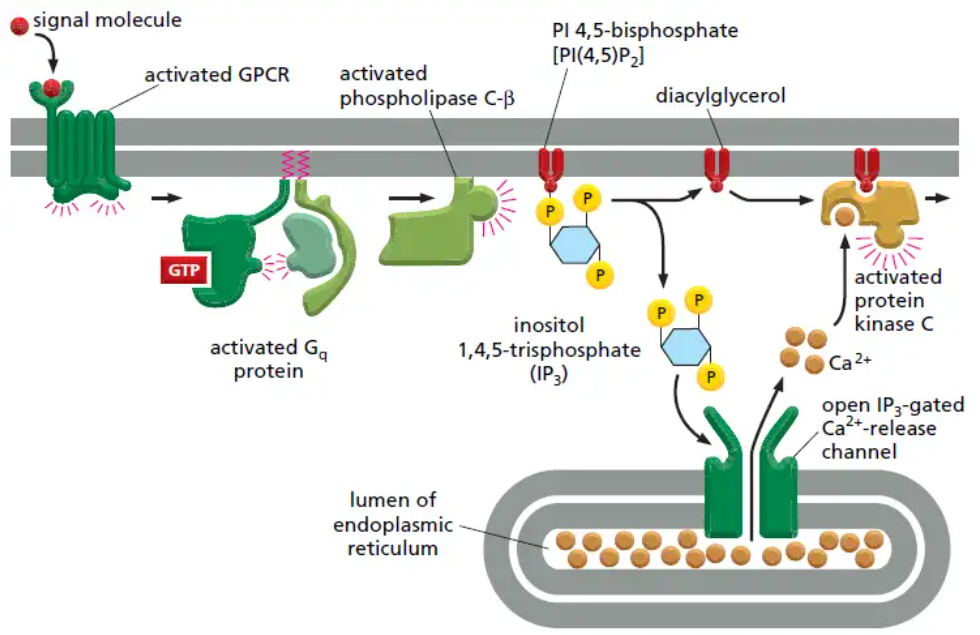 signal molecule
activated GPCR
activated
phospholipase C-β
PI 4,5-bisphosphate
[PI(4,5)P₂]
diacylglycerol
GTP
P
P
P
activated Gq
protein
inositol
1,4,5-trisphosphate
(IP₃)
P
P
P
activated
protein
kinase C
Ca²⁺
open IP₃-gated
Ca²⁺-release
channel
lumen of
endoplasmic
reticulum